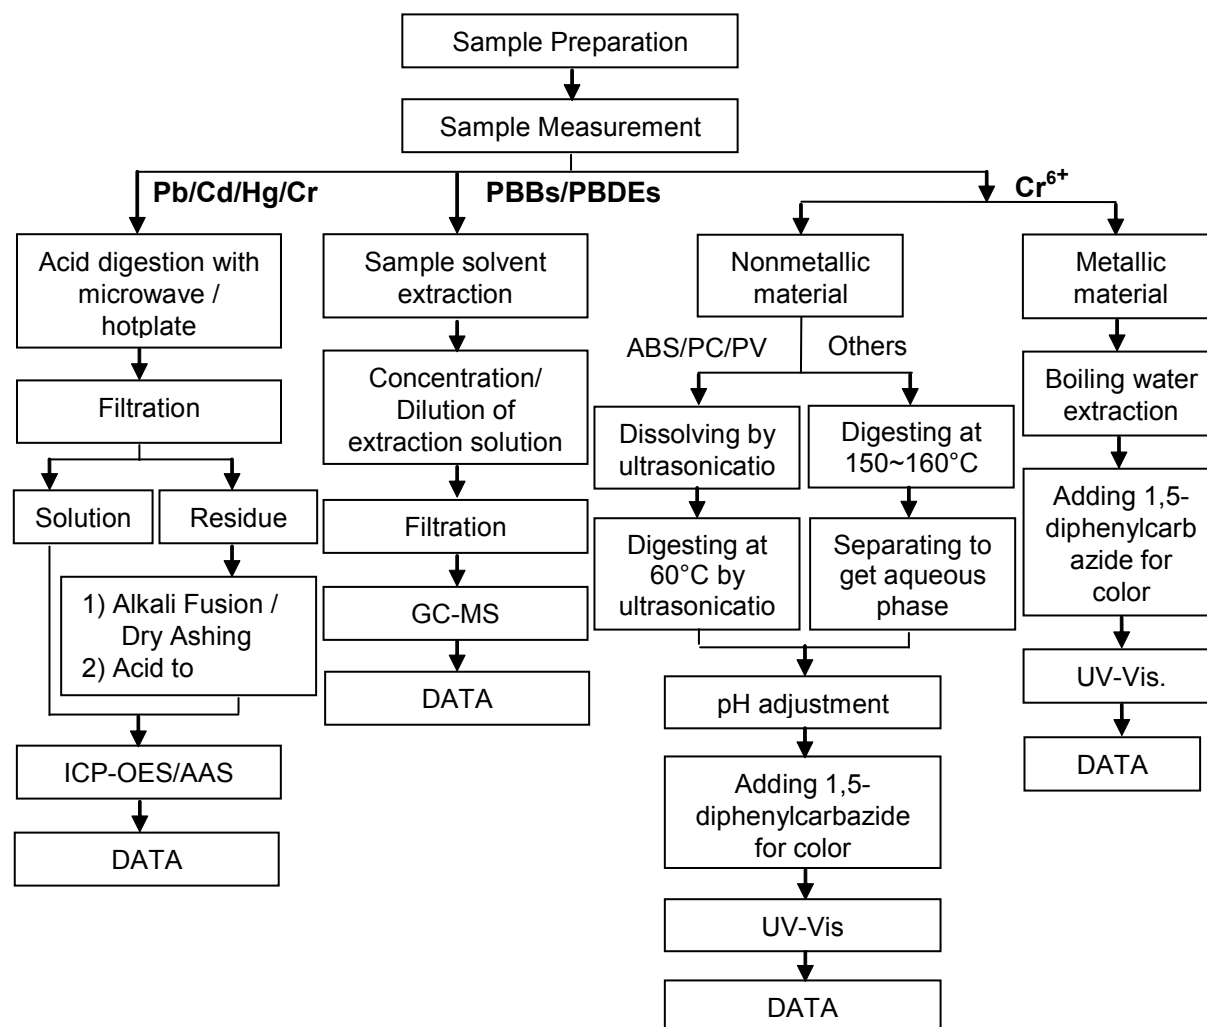 Sample Preparation
Sample Measurement
Pb/Cd/Hg/Cr
PBBs/PBDEs
Cr⁶⁺
Acid digestion with
microwave /
hotplate
Filtration
Solution
Residue
1) Alkali Fusion /
Dry Ashing
2) Acid to
ICP-OES/AAS
DATA
Sample solvent
extraction
Concentration/
Dilution of
extraction solution
Filtration
GC-MS
DATA
Nonmetallic
material
ABS/PC/PV
Others
Dissolving by
ultrasonicatio
Digesting at
60°C by
ultrasonicatio
Digesting at
150~160°C
Separating to
get aqueous
phase
pH adjustment
Adding 1,5-
diphenylcarbazide
for color
UV-Vis
DATA
Metallic
material
Boiling water
extraction
Adding 1,5-
diphenylcarb
azide for
color
UV-Vis.
DATA